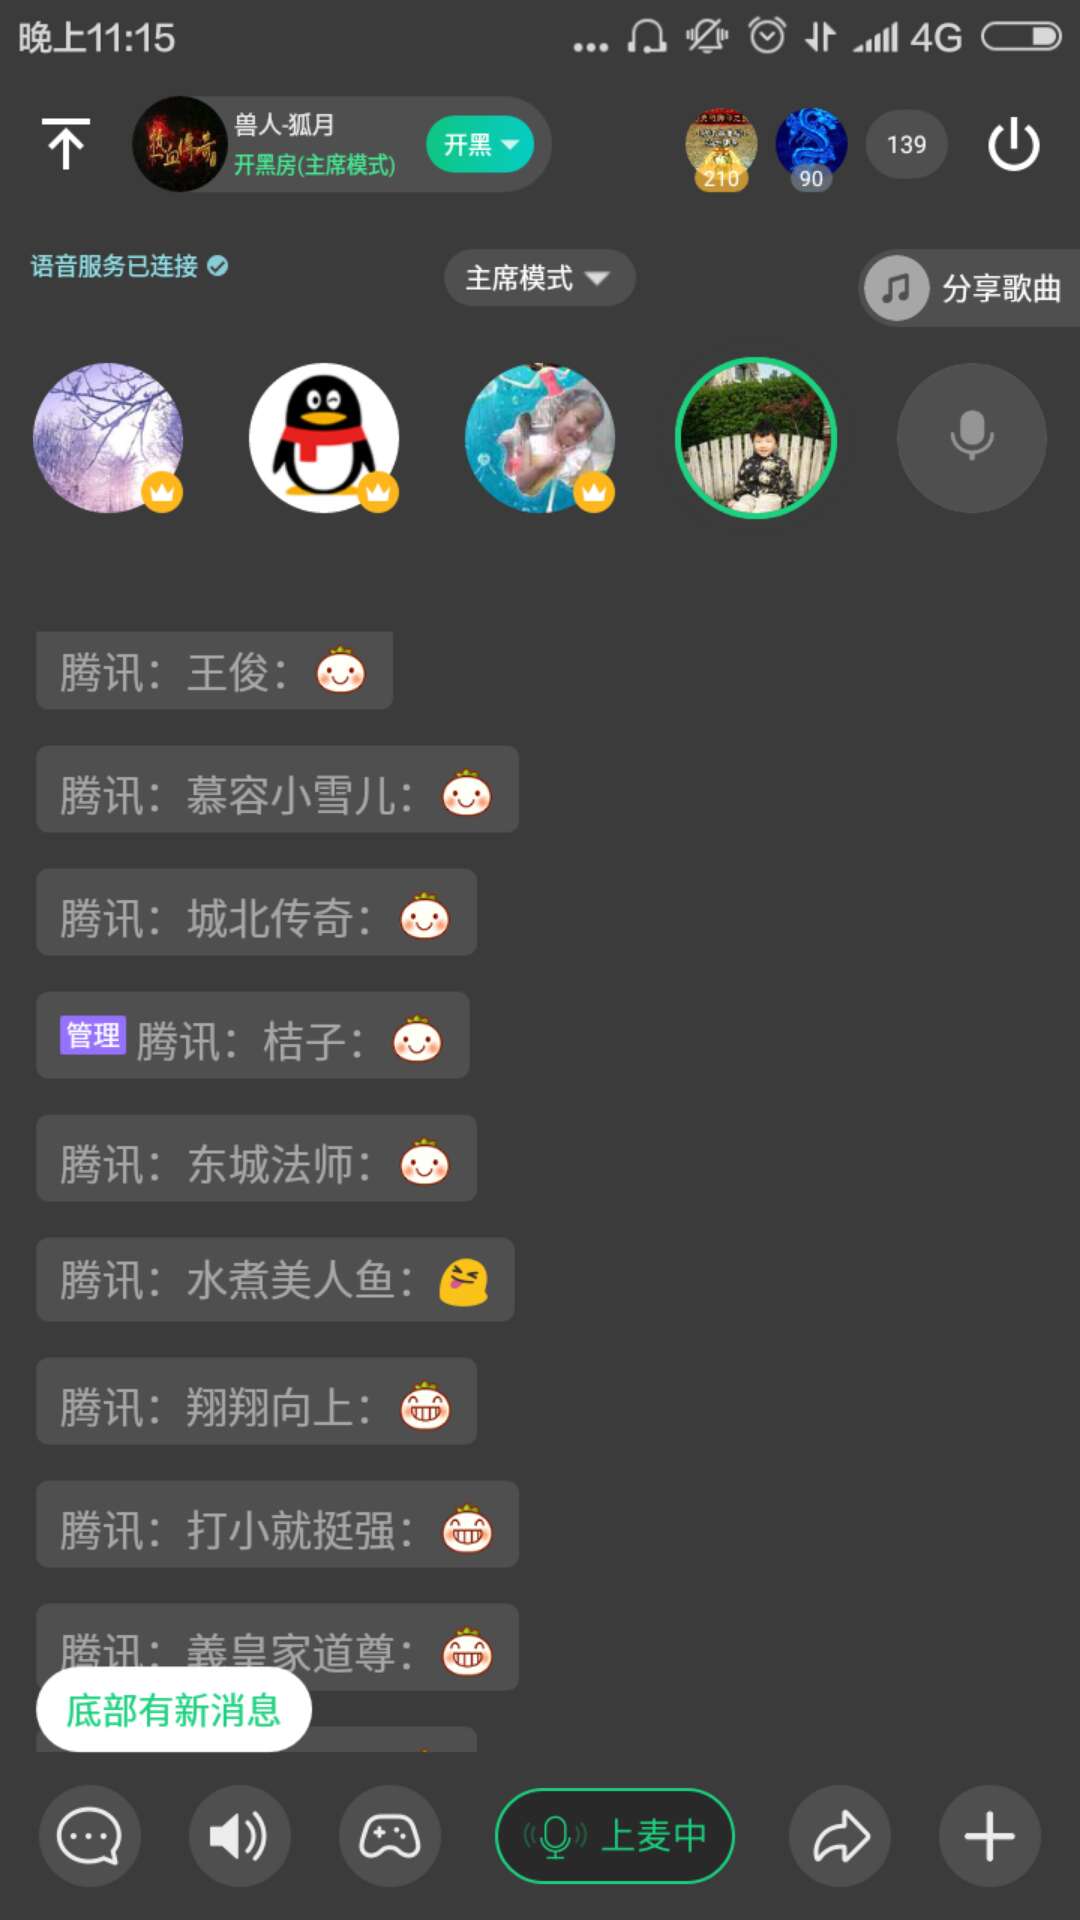 晚上11:15
4G
热血传奇
兽人-狐月
开黑房(主席模式)
开黑
210
90
139
语音服务已连接
主席模式
分享歌曲
腾讯：王俊：
腾讯：慕容小雪儿：
腾讯：城北传奇：
管理 腾讯：桔子：
腾讯：东城法师：
腾讯：水煮美人鱼：
腾讯：翔翔向上：
腾讯：打小就挺强：
腾讯：義皇家道尊：
底部有新消息
上麦中